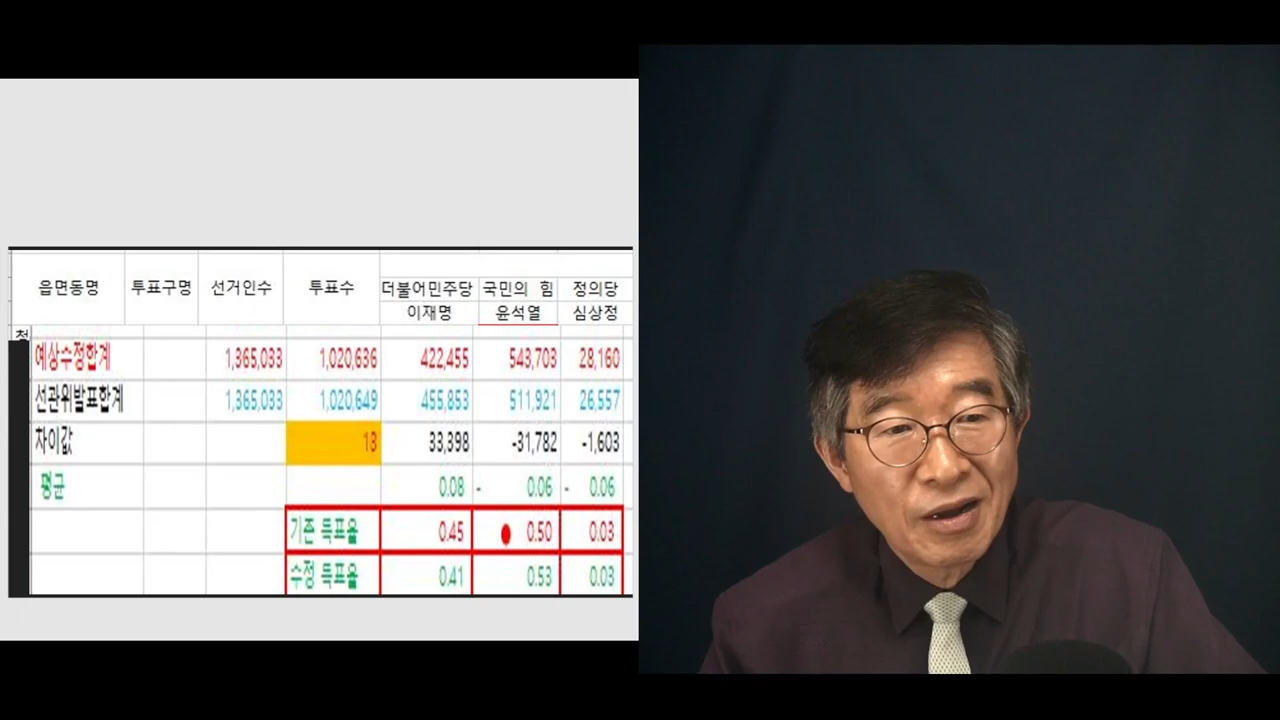 읍면동명 투표구명 선거인수 투표수 더불어민주당 국민의 힘 정의당
이재명 윤석열 심상정
예상수정합계 1,365,033 1,020,636 422,455 543,703 28,160
선관위발표합계 1,365,033 1,020,649 455,853 511,921 26,557
차이값 13 33,398 -31,782 -1,603
평균 0.08 - 0.06 - 0.06
기존 득표율 0.45 0.50 0.03
수정 득표율 0.41 0.53 0.03